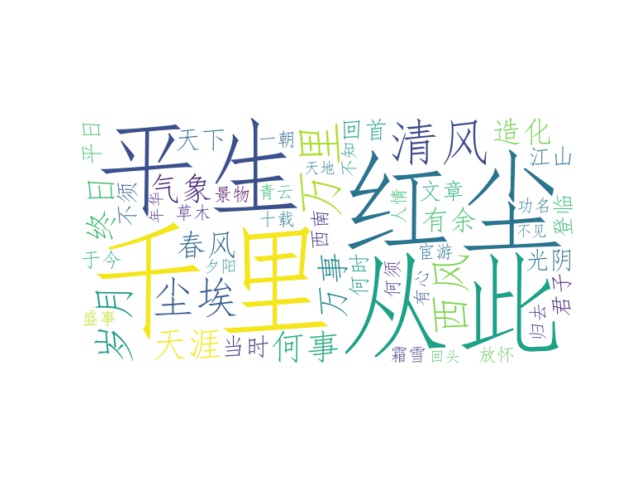 平生
红尘
千里
从此
清风
万里
西风
岁月
尘埃
终日
造化
气象
春风
天涯
何事
万事
有余
天下
回首
文章
光阴
君子
登临
江山
当时
平日
一朝
不须
年华
草木
景物
青云
十载
天地
不知
西南
人情
功名
不见
宦游
何时
何须
有心
于今
夕阳
盛事
霜雪
回头
放怀
归去